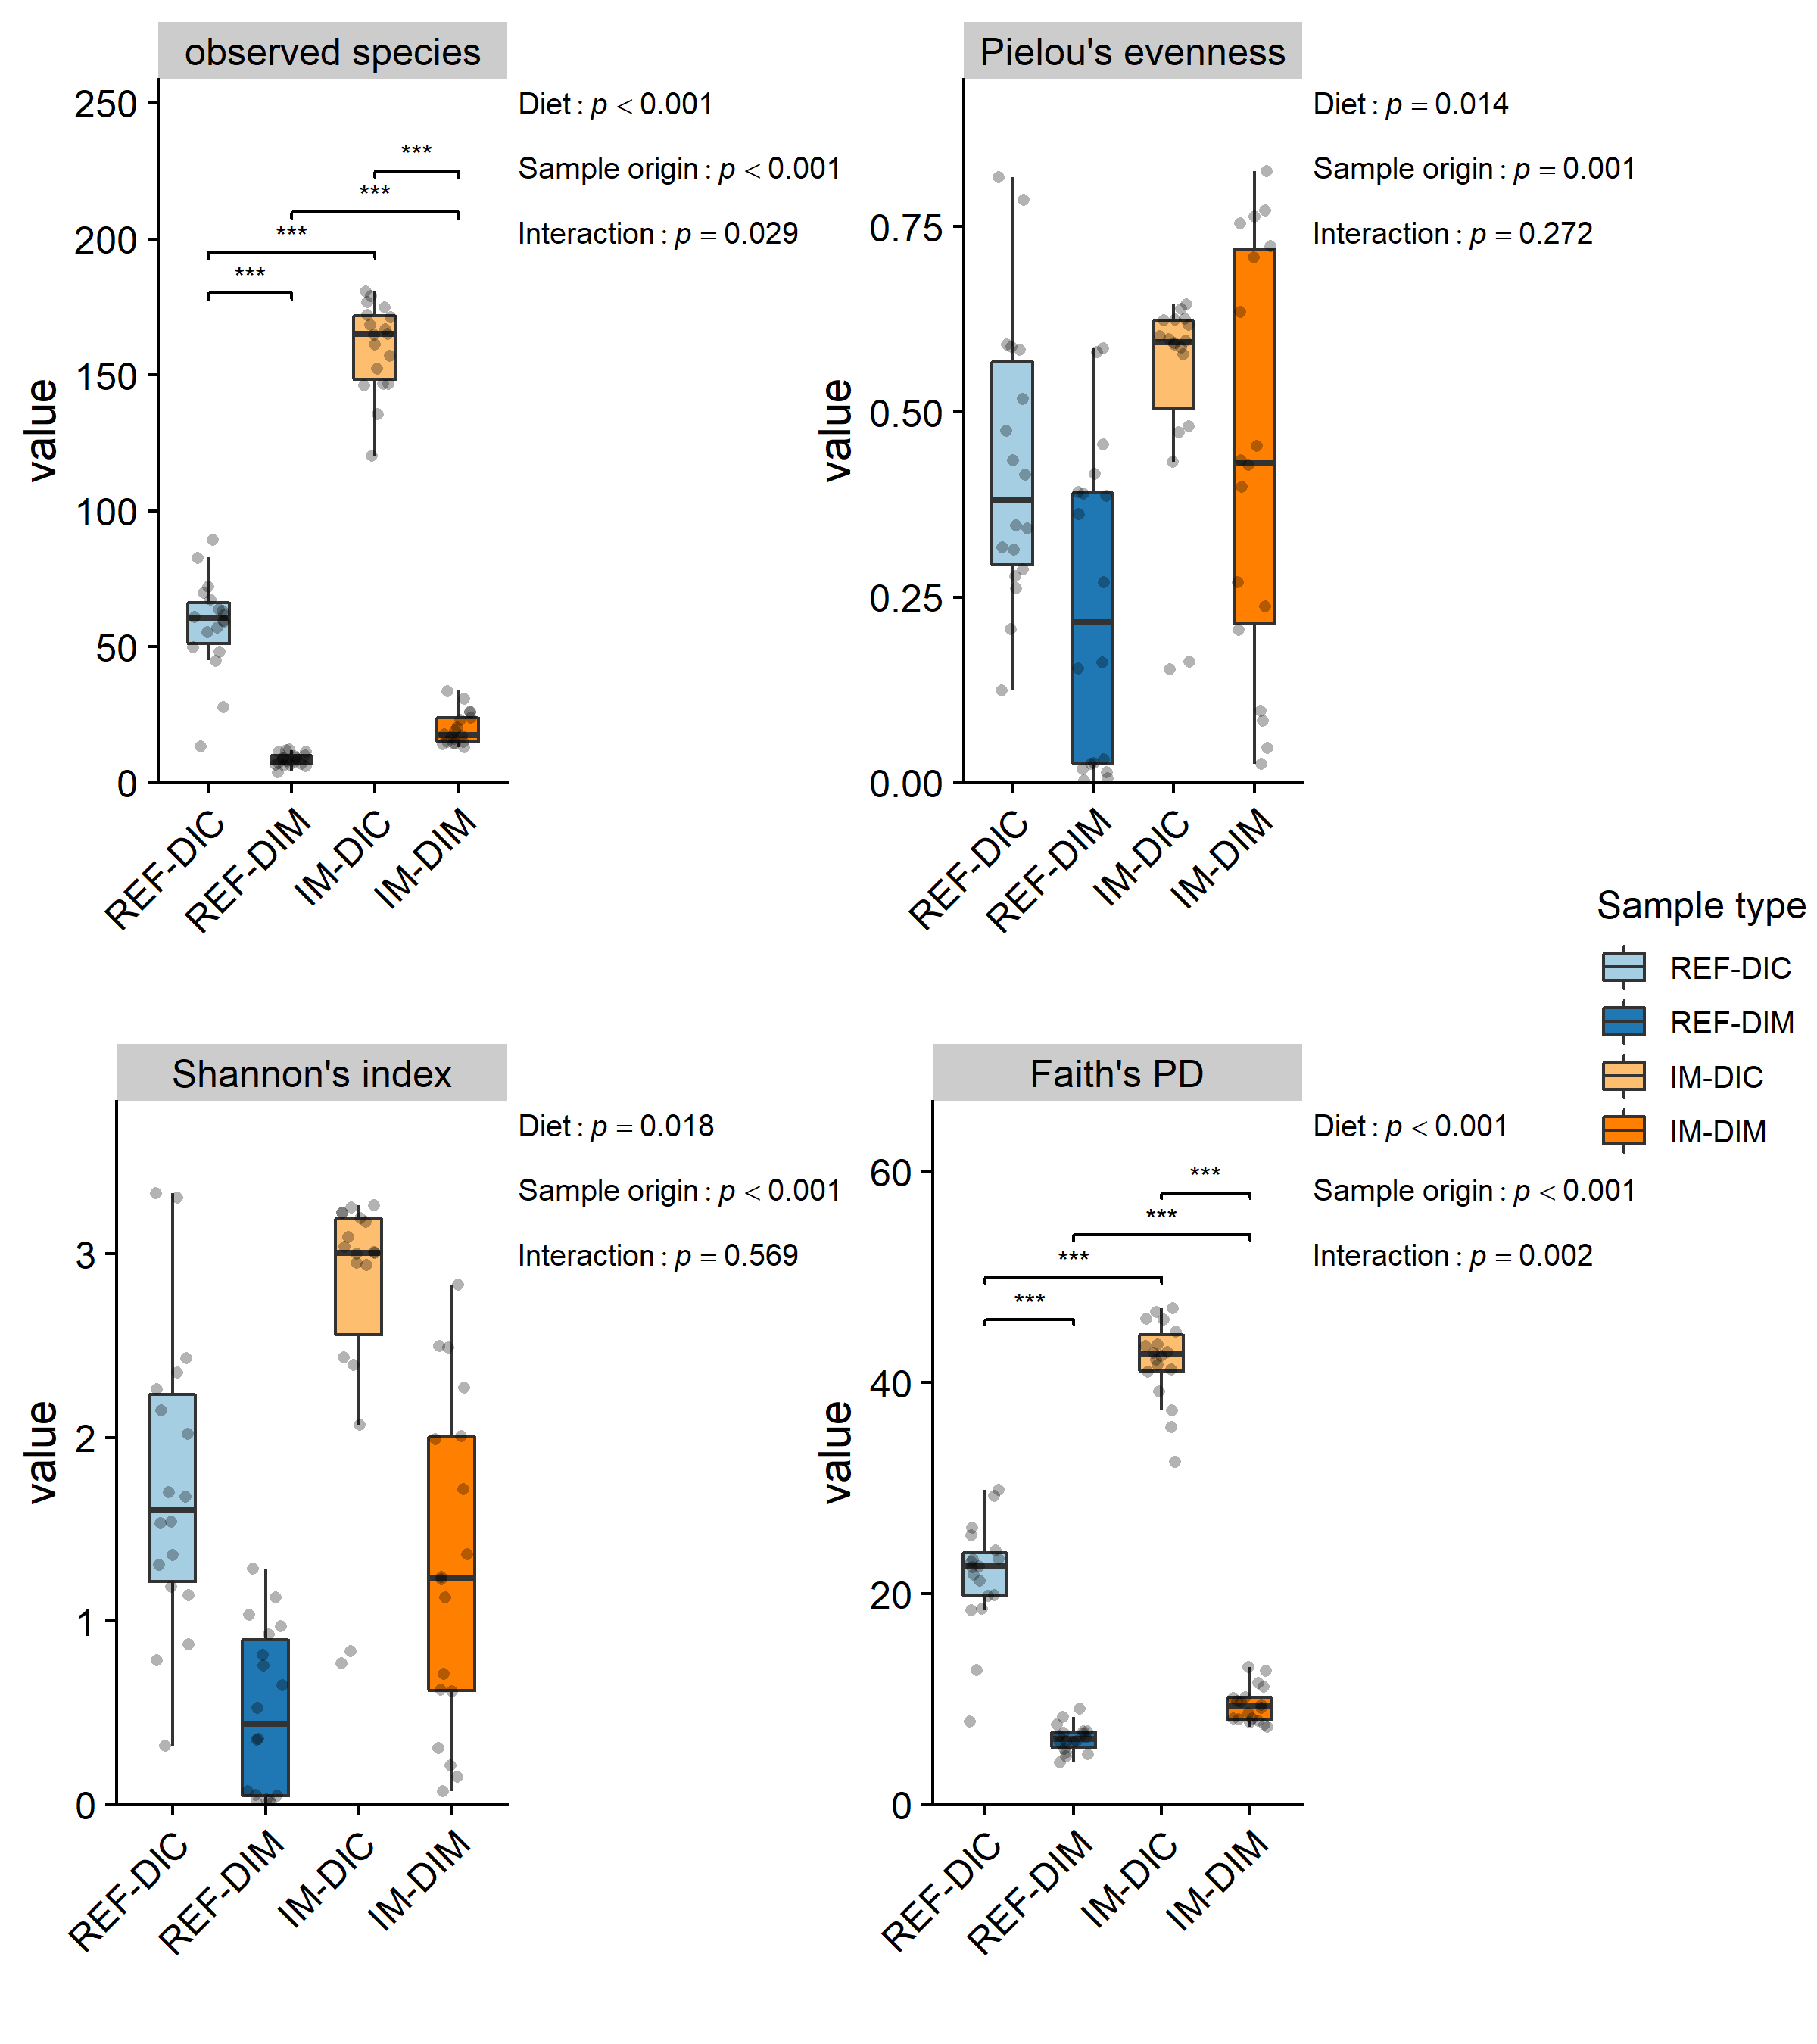 observed species
Diet : p < 0.001
Sample origin : p < 0.001
Interaction : p = 0.029
value
250
200
150
100
50
0
***
***
***
***
REF-DIC
REF-DIM
IM-DIC
IM-DIM
Pielou's evenness
Diet : p = 0.014
Sample origin : p = 0.001
Interaction : p = 0.272
value
0.75
0.50
0.25
0.00
REF-DIC
REF-DIM
IM-DIC
IM-DIM
Sample type
REF-DIC
REF-DIM
IM-DIC
IM-DIM
Shannon's index
Diet : p = 0.018
Sample origin : p < 0.001
Interaction : p = 0.569
value
3
2
1
0
REF-DIC
REF-DIM
IM-DIC
IM-DIM
Faith's PD
Diet : p < 0.001
Sample origin : p < 0.001
Interaction : p = 0.002
value
60
40
20
0
***
***
***
***
REF-DIC
REF-DIM
IM-DIC
IM-DIM